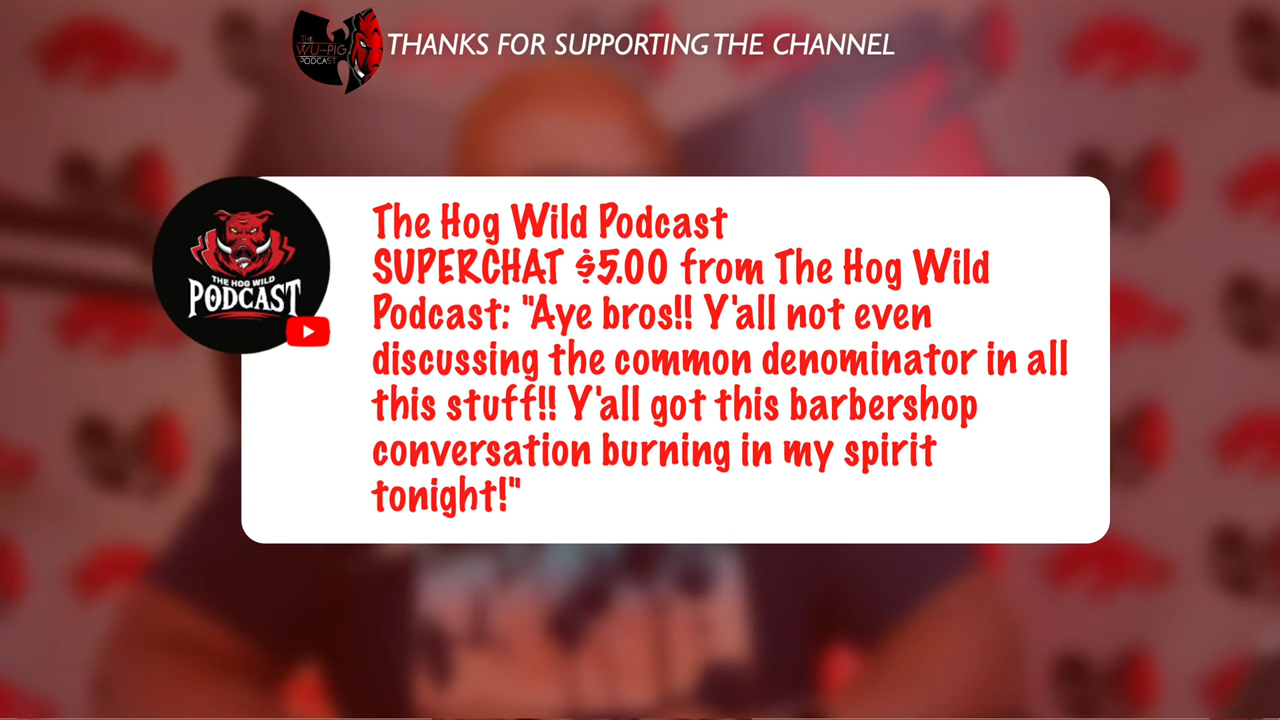 THE
WU-PIG
PODCAST
THANKS FOR SUPPORTING THE CHANNEL
THE HOG WILD
PODCAST
The Hog Wild Podcast
SUPERCHAT $5.00 from The Hog Wild
Podcast: "Aye bros!! Y'all not even
discussing the common denominator in all
this stuff!! Y'all got this barbershop
conversation burning in my spirit
tonight!"